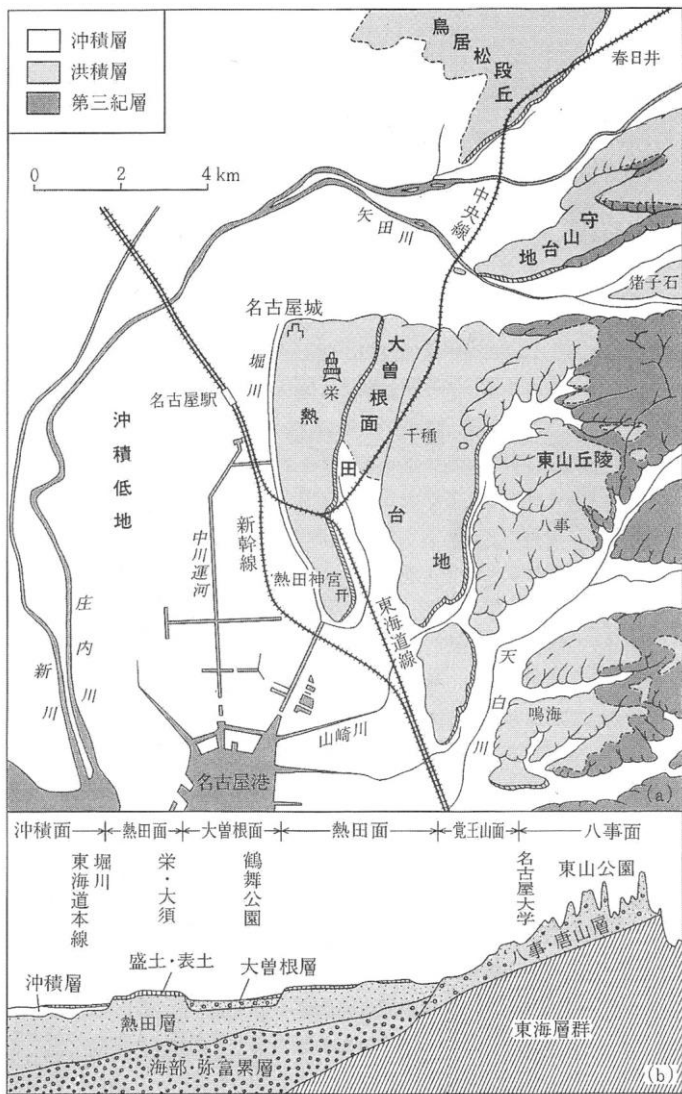 沖積層
洪積層
第三紀層
0 2 4 km
鳥居松段丘
春日井
中央線
矢田川
守山台地
猪子石
名古屋城
堀川
栄
大曽根面
名古屋駅
熱田台地
千種
東山丘陵
八事
沖積低地
中川運河
新幹線
熱田神宮
東海道線
庄内川
新川
天白川
鳴海
山崎川
名古屋港
(a)
沖積面 熱田面 大曽根面 熱田面 覚王山面 八事面
堀川
東海道本線
栄・大須
鶴舞公園
名古屋大学
東山公園
盛土・表土
大曽根層
沖積層
八事・唐山層
熱田層
東海層群
海部・弥富累層
(b)